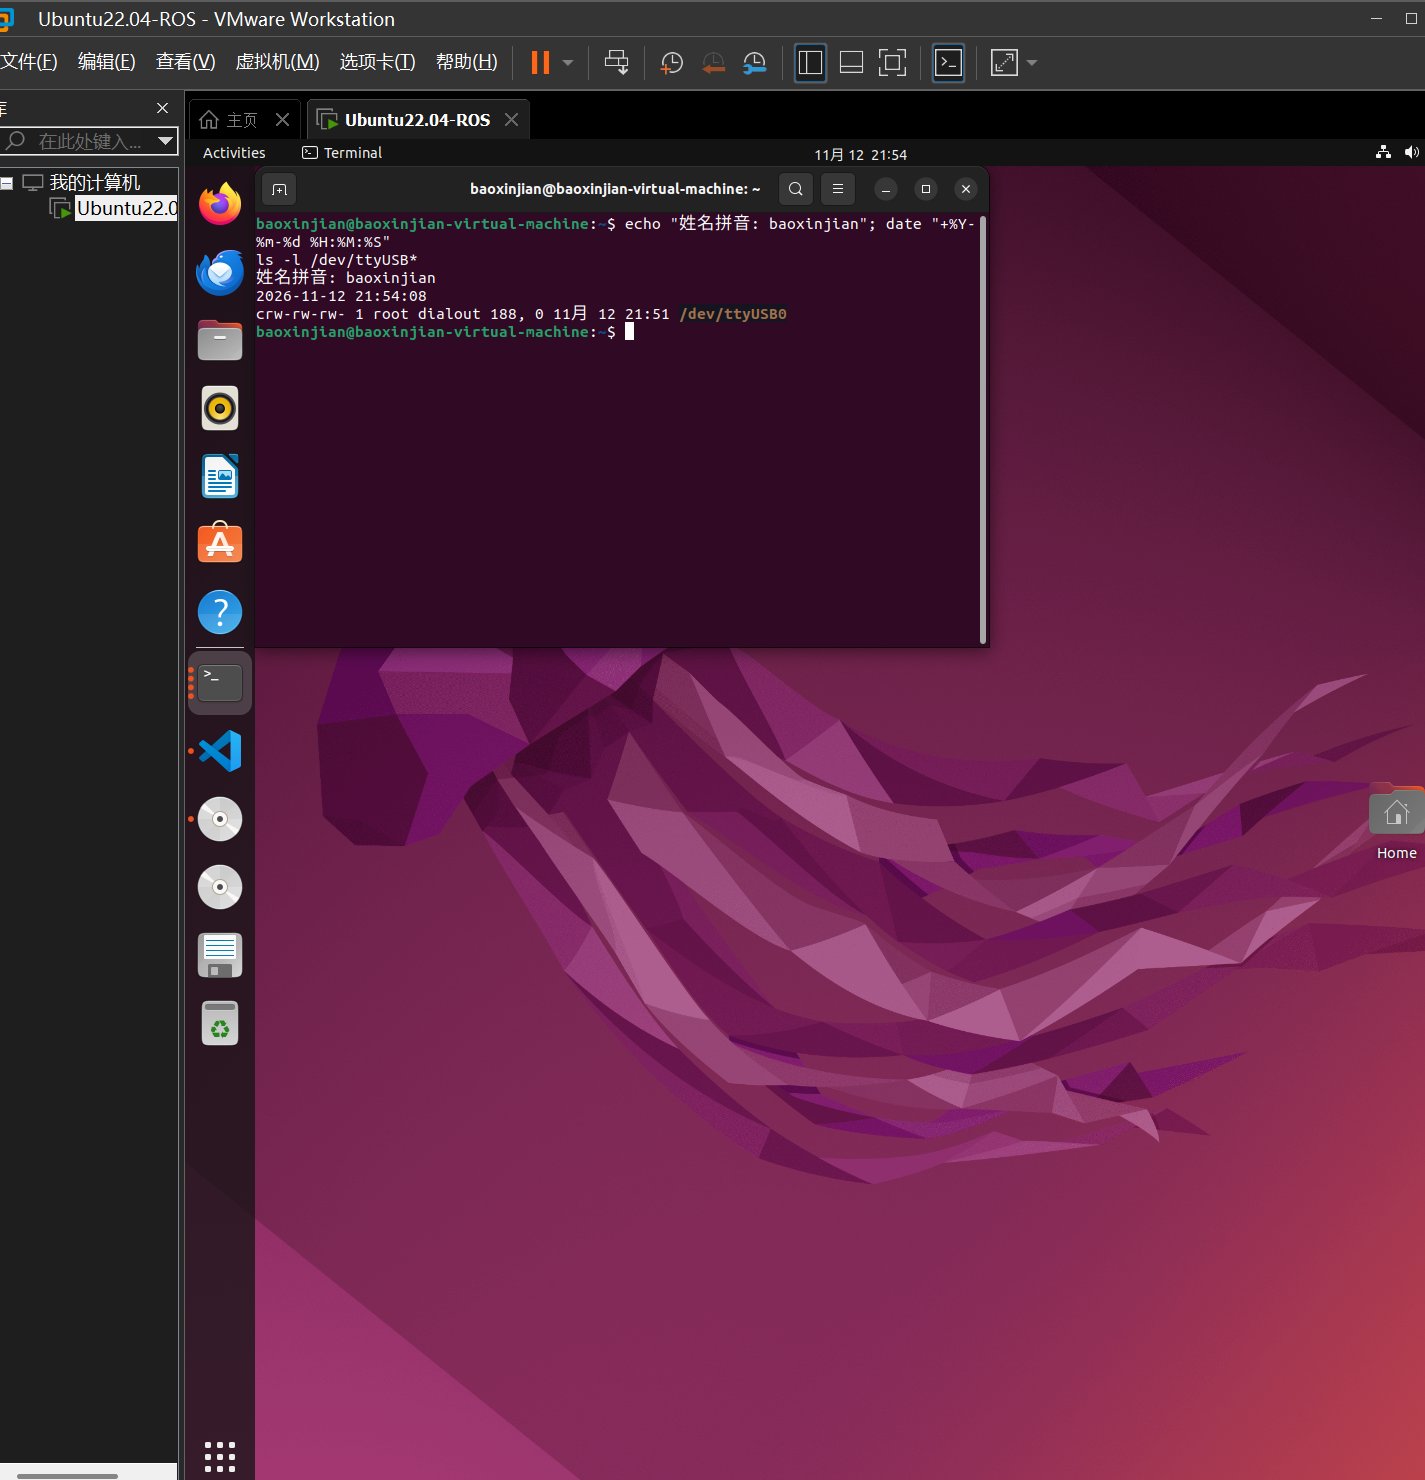 Ubuntu22.04-ROS - VMware Workstation
文件(F) 编辑(E) 查看(V) 虚拟机(M) 选项卡(T) 帮助(H)
在此处键入...
我的计算机
Ubuntu22.0
主页 Ubuntu22.04-ROS
Activities Terminal 11月 12 21:54
baoxinjian@baoxinjian-virtual-machine: ~
baoxinjian@baoxinjian-virtual-machine:~$ echo "姓名拼音: baoxinjian"; date "+%Y-
%m-%d %H:%M:%S"
ls -l /dev/ttyUSB*
姓名拼音: baoxinjian
2026-11-12 21:54:08
crw-rw-rw- 1 root dialout 188, 0 11月 12 21:51 /dev/ttyUSB0
baoxinjian@baoxinjian-virtual-machine:~$
Home